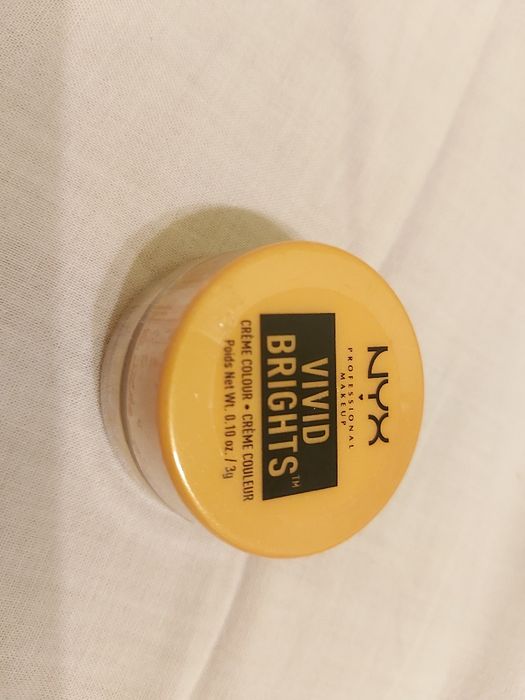 NYX
PROFESSIONAL
MAKEUP
VIVID
BRIGHTS™
CRÈME COLOUR • CRÈME COULEUR
Poids Net Wt. 0.10 oz. / 3g